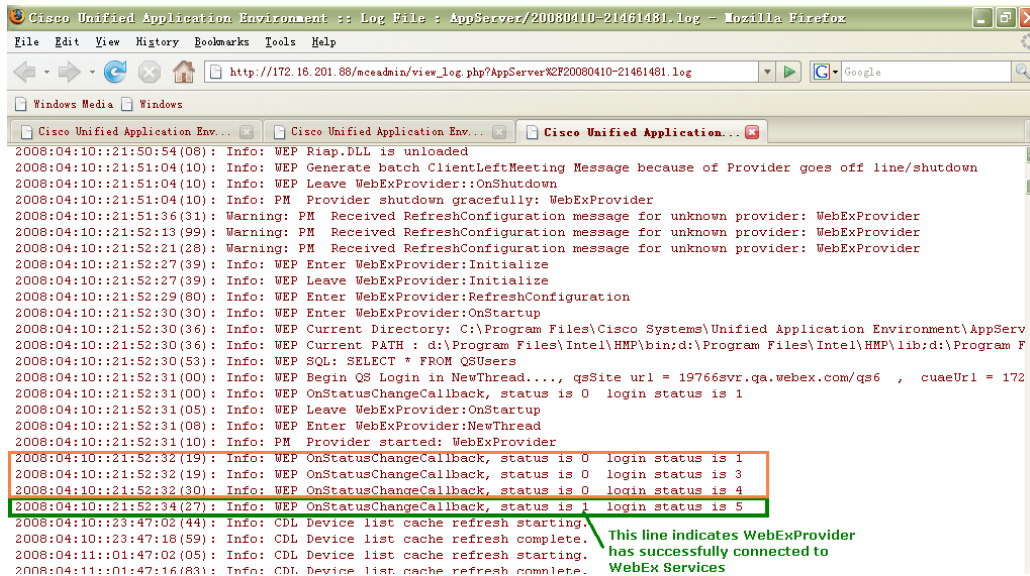 Cisco Unified Application Environment :: Log File : AppServer/20080410-21461481.log - Mozilla Firefox
File Edit View History Bookmarks Tools Help
http://172.16.201.88/mceadmin/view_log.php?AppServer%2F20080410-21461481.log
G Google
Windows Media Windows
Cisco Unified Application Env... Cisco Unified Application Env... Cisco Unified Application...
2008:04:10::21:50:54(08): Info: WEP Riap.DLL is unloaded
2008:04:10::21:51:04(10): Info: WEP Generate batch ClientLeftMeeting Message because of Provider goes off line/shutdown
2008:04:10::21:51:04(10): Info: WEP Leave WebExProvider::OnShutdown
2008:04:10::21:51:04(10): Info: PM Provider shutdown gracefully: WebExProvider
2008:04:10::21:51:36(31): Warning: PM Received RefreshConfiguration message for unknown provider: WebExProvider
2008:04:10::21:52:13(99): Warning: PM Received RefreshConfiguration message for unknown provider: WebExProvider
2008:04:10::21:52:21(28): Warning: PM Received RefreshConfiguration message for unknown provider: WebExProvider
2008:04:10::21:52:27(39): Info: WEP Enter WebExProvider:Initialize
2008:04:10::21:52:27(39): Info: WEP Leave WebExProvider:Initialize
2008:04:10::21:52:29(80): Info: WEP Enter WebExProvider:RefreshConfiguration
2008:04:10::21:52:30(30): Info: WEP Enter WebExProvider:OnStartup
2008:04:10::21:52:30(36): Info: WEP Current Directory: C:\Program Files\Cisco Systems\Unified Application Environment\AppServ
2008:04:10::21:52:30(36): Info: WEP Current PATH : d:\Program Files\Intel\HMP\bin;d:\Program Files\Intel\HMP\lib;d:\Program F
2008:04:10::21:52:30(53): Info: WEP SQL: SELECT * FROM QSUsers
2008:04:10::21:52:31(00): Info: WEP Begin QS Login in NewThread...., qsSite url = 19766svr.qa.webex.com/qs6 , cuaeUrl = 172
2008:04:10::21:52:31(00): Info: WEP OnStatusChangeCallback, status is 0 login status is 1
2008:04:10::21:52:31(05): Info: WEP Leave WebExProvider:OnStartup
2008:04:10::21:52:31(08): Info: WEP Enter WebExProvider:NewThread
2008:04:10::21:52:31(10): Info: PM Provider started: WebExProvider
2008:04:10::21:52:32(19): Info: WEP OnStatusChangeCallback, status is 0 login status is 1
2008:04:10::21:52:32(19): Info: WEP OnStatusChangeCallback, status is 0 login status is 3
2008:04:10::21:52:32(30): Info: WEP OnStatusChangeCallback, status is 0 login status is 4
2008:04:10::21:52:34(27): Info: WEP OnStatusChangeCallback, status is 1 login status is 5
2008:04:10::23:47:02(44): Info: CDL Device list cache refresh starting.
2008:04:10::23:47:18(59): Info: CDL Device list cache refresh complete.
2008:04:11::01:47:02(05): Info: CDL Device list cache refresh starting.
2008:04:11::01:47:16(83): Info: CDL Device list cache refresh complete.
This line indicates WebExProvider
has successfully connected to
WebEx Services